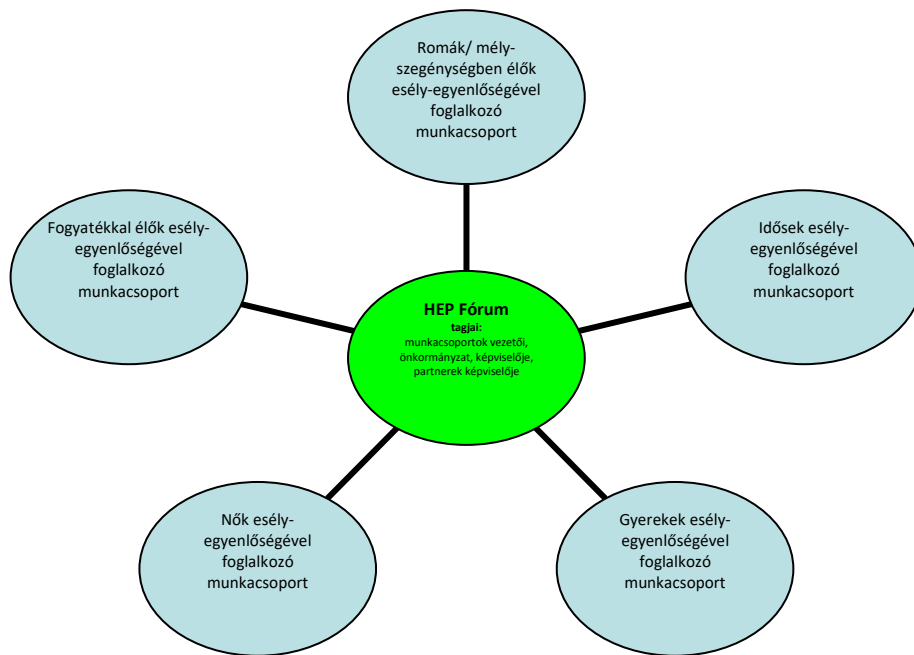 Romák/ mély-
szegénységben élők
esély-egyenlőségével
foglalkozó
munkacsoport
Fogyatékkal élők esély-
egyenlőségével
foglalkozó
munkacsoport
Idősek esély-
egyenlőségével
foglalkozó
munkacsoport
HEP Fórum
tagjai:
munkacsoportok vezetői,
önkormányzat, képviselője,
partnerek képviselője
Nők esély-
egyenlőségével
foglalkozó
munkacsoport
Gyerekek esély-
egyenlőségével
foglalkozó
munkacsoport